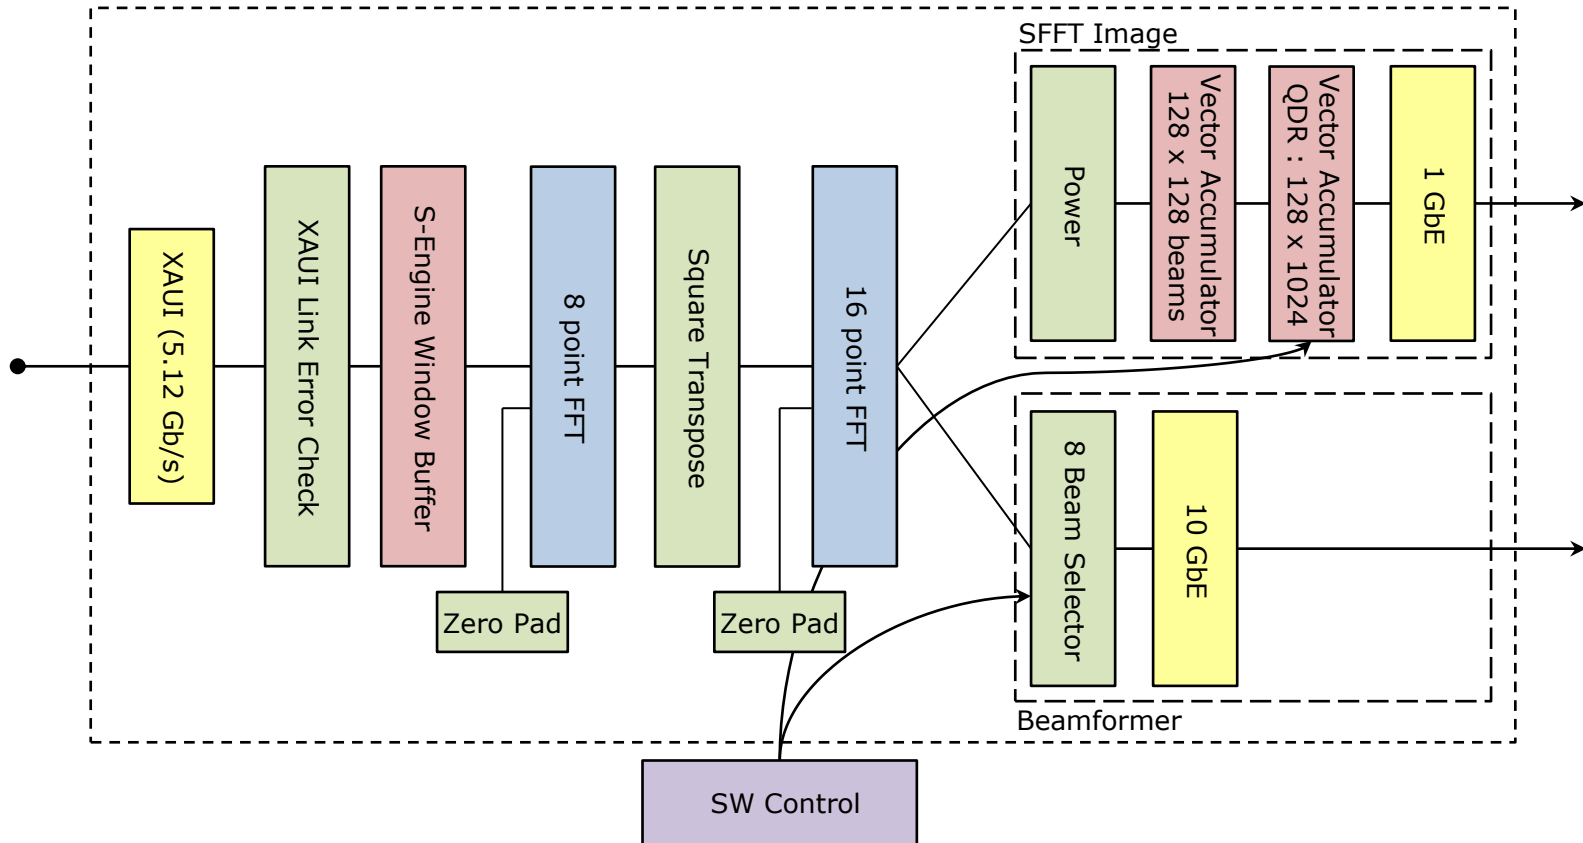 SFFT Image
XAUI (5.12 Gb/s)
XAUI Link Error Check
S-Engine Window Buffer
8 point FFT
Zero Pad
Square Transpose
16 point FFT
Zero Pad
Power
Vector Accumulator
128 x 128 beams
Vector Accumulator
QDR : 128 x 1024
1 GbE
8 Beam Selector
10 GbE
Beamformer
SW Control